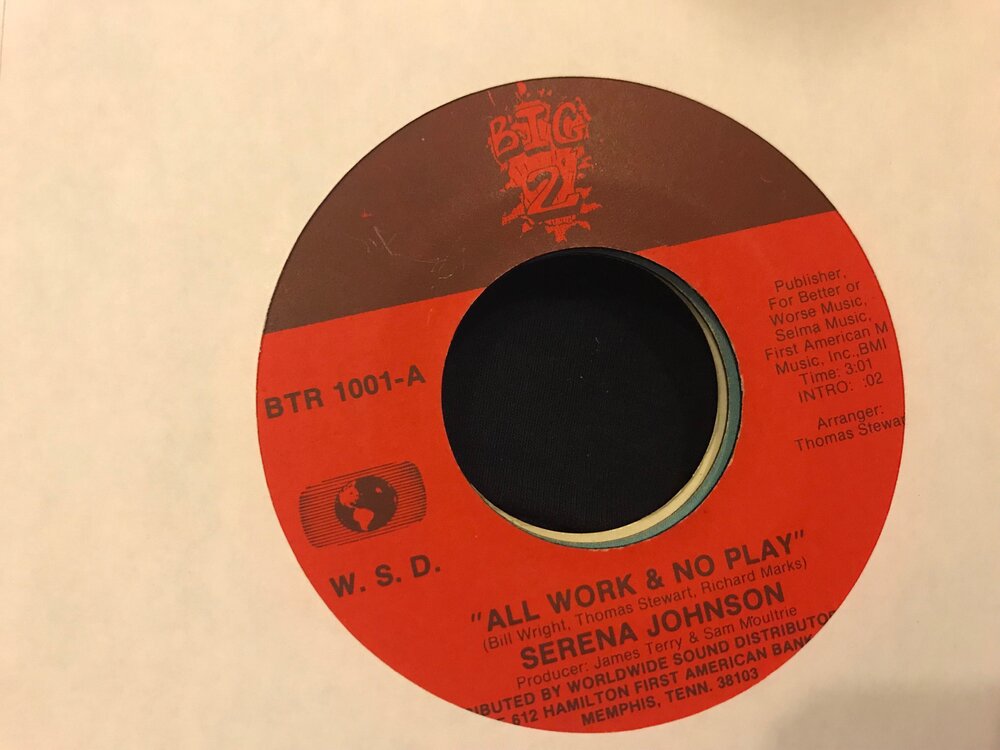 BIG
2
BTR 1001-A
W. S. D.
Publisher,
For Better or
Worse Music,
Selma Music,
First American M
Music, Inc.,BMI
Time: 3:01
INTRO: :02
Arranger:
Thomas Stewar
"ALL WORK & NO PLAY"
(Bill Wright, Thomas Stewart, Richard Marks)
SERENA JOHNSON
Producer: James Terry & Sam Moultrie
IBUTED BY WORLDWIDE SOUND DISTRIBUTO
612 HAMILTON FIRST AMERICAN BANK
MEMPHIS, TENN. 38103